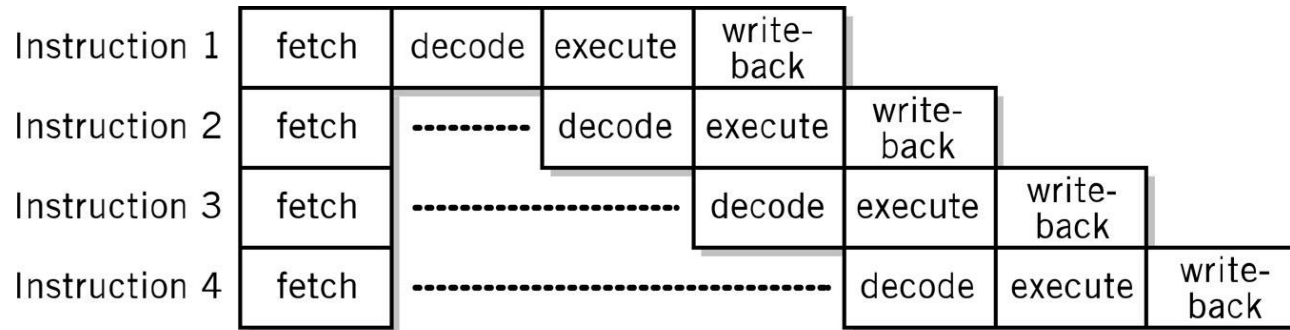 Instruction 1 fetch decode execute write-
back
Instruction 2 fetch decode execute write-
back
Instruction 3 fetch decode execute write-
back
Instruction 4 fetch decode execute write-
back